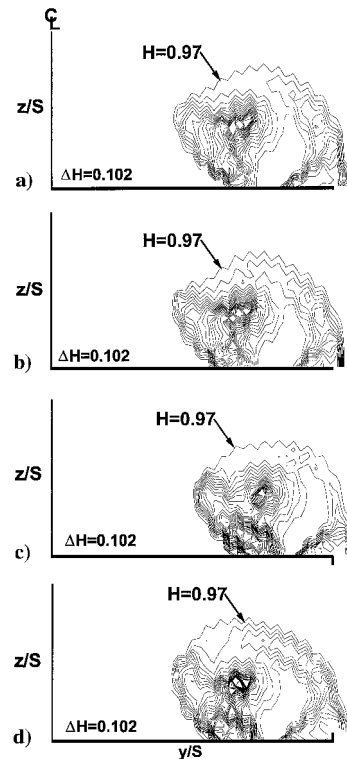 ℄
H=0.97
z/S
a)
ΔH=0.102
H=0.97
z/S
b)
ΔH=0.102
H=0.97
z/S
c)
ΔH=0.102
H=0.97
z/S
d)
ΔH=0.102
y/S